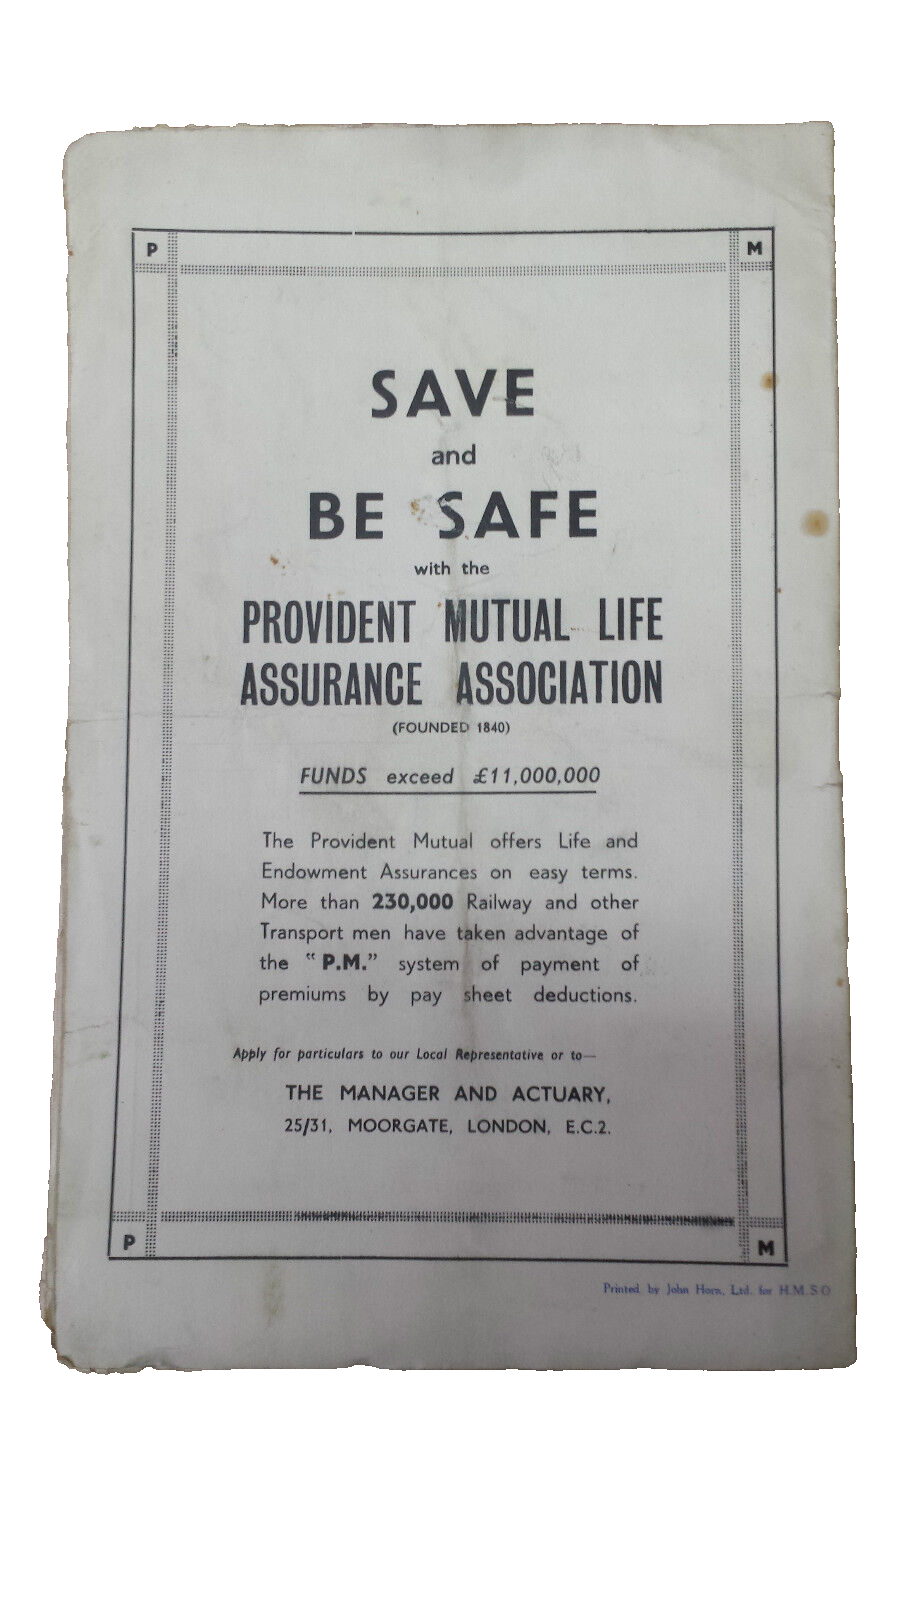 P M
SAVE
and
BE SAFE
with the
PROVIDENT MUTUAL LIFE
ASSURANCE ASSOCIATION
(FOUNDED 1840)
FUNDS exceed £11,000,000
The Provident Mutual offers Life and
Endowment Assurances on easy terms.
More than 230,000 Railway and other
Transport men have taken advantage of
the "P.M." system of payment of
premiums by pay sheet deductions.
Apply for particulars to our Local Representative or to—
THE MANAGER AND ACTUARY,
25/31, MOORGATE, LONDON, E.C.2.
P M
Printed by John Horn, Ltd. for H.M.S.O